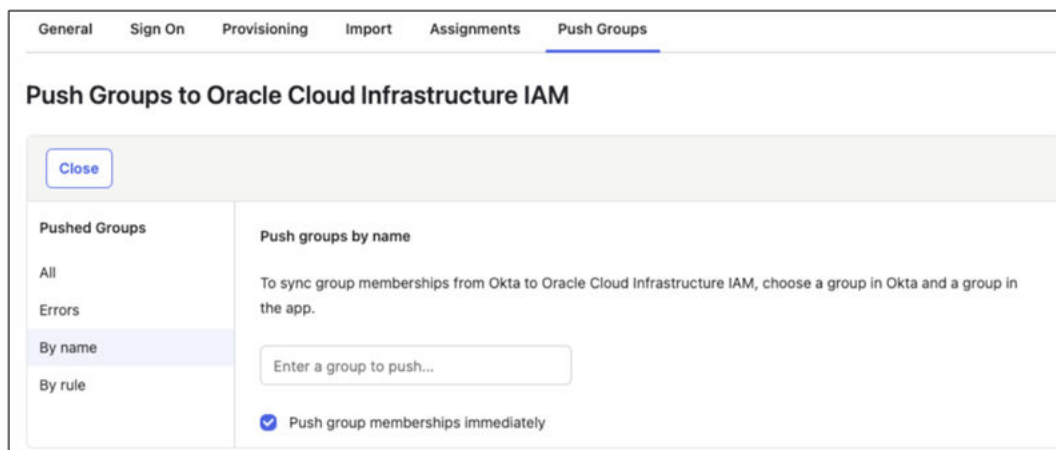 General Sign On Provisioning Import Assignments Push Groups
Push Groups to Oracle Cloud Infrastructure IAM
Close
Pushed Groups
All
Errors
By name
By rule
Push groups by name
To sync group memberships from Okta to Oracle Cloud Infrastructure IAM, choose a group in Okta and a group in
the app.
Enter a group to push...
Push group memberships immediately